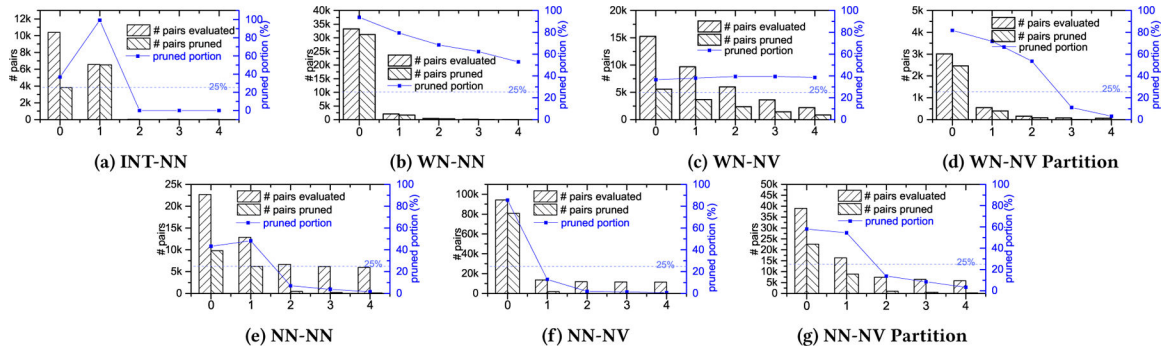 12k
10k
8k
6k
4k
2k
0
# pairs
# pairs evaluated
# pairs pruned
pruned portion
25%
100
80
60
40
20
0
pruned portion (%)
0 1 2 3 4
(a) INT-NN
40k
35k
30k
25k
20k
15k
10k
5k
0
# pairs
# pairs evaluated
# pairs pruned
pruned portion
25%
100
80
60
40
20
0
pruned portion (%)
0 1 2 3 4
(b) WN-NN
20k
15k
10k
5k
0
# pairs
# pairs evaluated
# pairs pruned
pruned portion
25%
100
80
60
40
20
0
pruned portion (%)
0 1 2 3 4
(c) WN-NV
5k
4k
3k
2k
1k
0
# pairs
# pairs evaluated
# pairs pruned
pruned portion
25%
100
80
60
40
20
0
pruned portion (%)
0 1 2 3 4
(d) WN-NV Partition
25k
20k
15k
10k
5k
0
# pairs
# pairs evaluated
# pairs pruned
pruned portion
25%
100
80
60
40
20
0
pruned portion (%)
0 1 2 3 4
(e) NN-NN
100k
80k
60k
40k
20k
0
# pairs
# pairs evaluated
# pairs pruned
pruned portion
25%
100
80
60
40
20
0
pruned portion (%)
0 1 2 3 4
(f) NN-NV
50k
45k
40k
35k
30k
25k
20k
15k
10k
5k
0
# pairs
# pairs evaluated
# pairs pruned
pruned portion
25%
100
80
60
40
20
0
pruned portion (%)
0 1 2 3 4
(g) NN-NV Partition